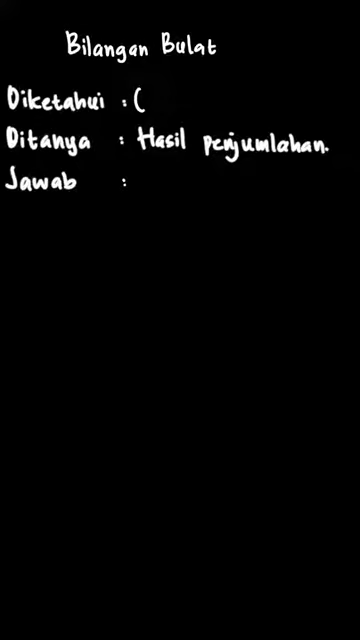 Bilangan Bulat
Diketahui : (
Ditanya : Hasil penjumlahan.
Jawab :